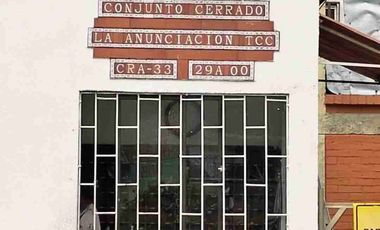 CONJUNTO CERRADO
LA ANUNCIACION TCC
CRA-33 29A 00